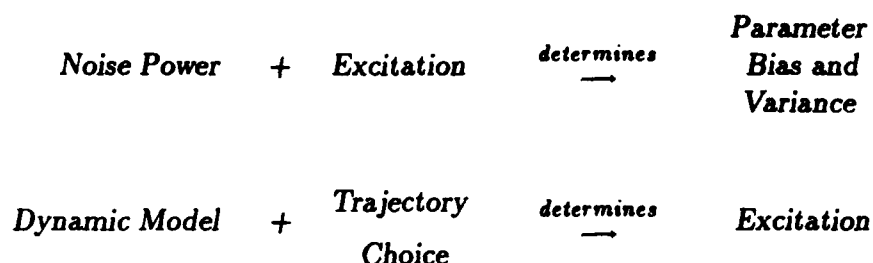 Noise Power + Excitation determines → Parameter Bias and Variance
Dynamic Model + Trajectory Choice determines → Excitation